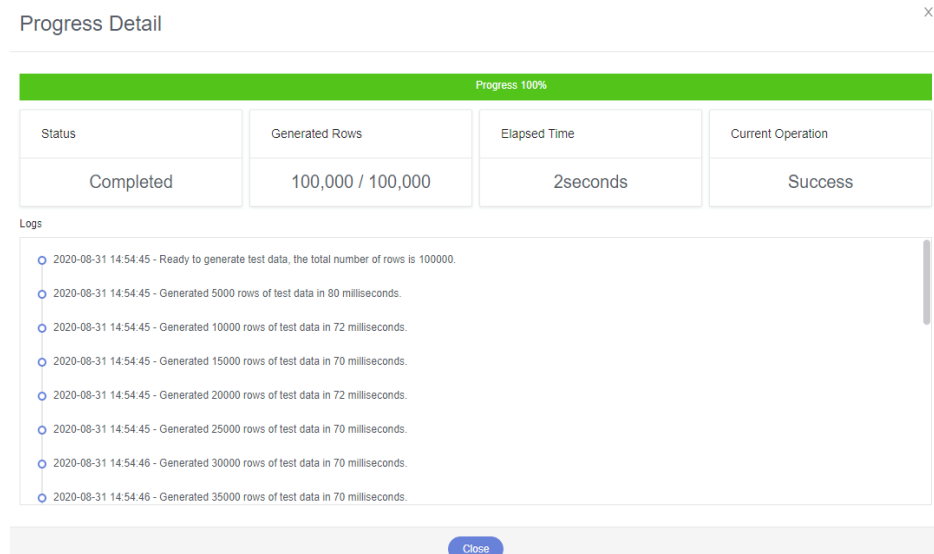 X
Progress Detail
Progress 100%
Status
Generated Rows
Elapsed Time
Current Operation
Completed
100,000 / 100,000
2seconds
Success
Logs
2020-08-31 14:54:45 - Ready to generate test data, the total number of rows is 100000.
2020-08-31 14:54:45 - Generated 5000 rows of test data in 80 milliseconds.
2020-08-31 14:54:45 - Generated 10000 rows of test data in 72 milliseconds.
2020-08-31 14:54:45 - Generated 15000 rows of test data in 70 milliseconds.
2020-08-31 14:54:45 - Generated 20000 rows of test data in 72 milliseconds.
2020-08-31 14:54:45 - Generated 25000 rows of test data in 70 milliseconds.
2020-08-31 14:54:46 - Generated 30000 rows of test data in 70 milliseconds.
2020-08-31 14:54:46 - Generated 35000 rows of test data in 70 milliseconds.
Close